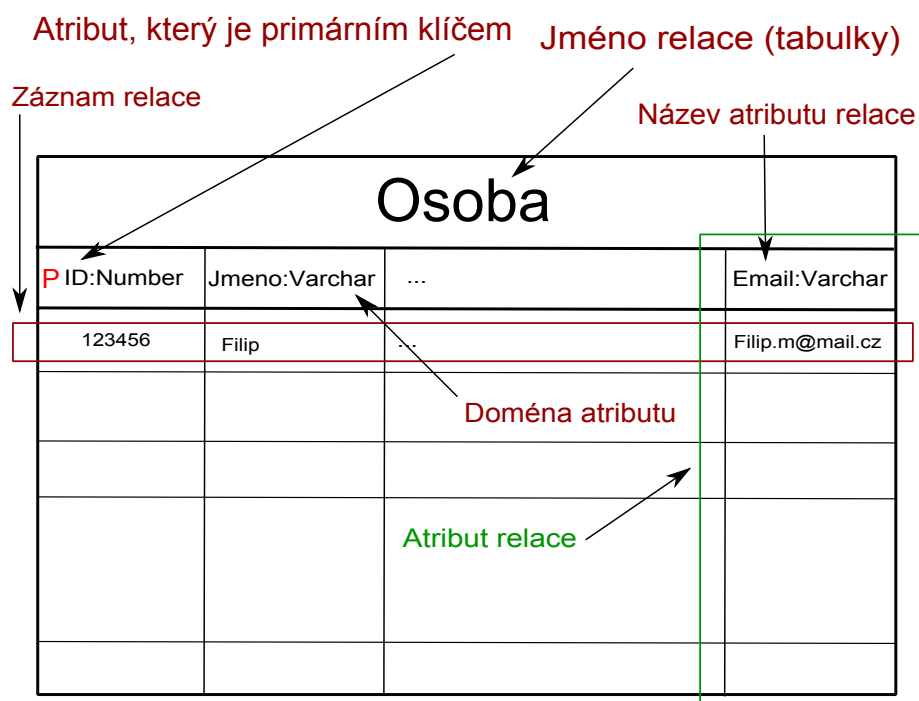 Atribut, který je primárním klíčem
Jméno relace (tabulky)
Záznam relace
Název atributu relace
Osoba
P ID:Number
Jmeno:Varchar
...
Email:Varchar
123456
Filip
...
Filip.m@mail.cz
Doména atributu
Atribut relace